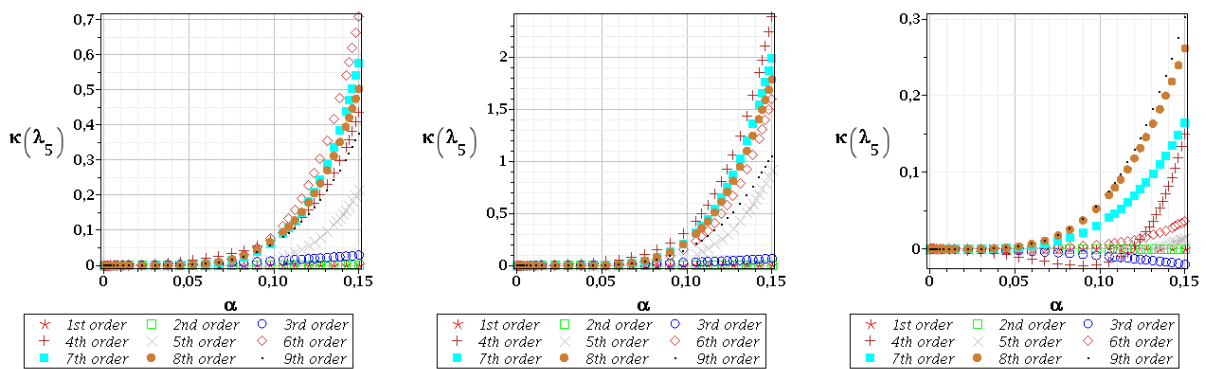 0,7
0,6
0,5
0,4
0,3
0,2
0,1
0
κ(λ5)
0 0,05 0,10 0,15
α
1st order 2nd order 3rd order
4th order 5th order 6th order
7th order 8th order 9th order
2
1,5
1
0,5
0
κ(λ5)
0 0,05 0,10 0,15
α
1st order 2nd order 3rd order
4th order 5th order 6th order
7th order 8th order 9th order
0,3
0,2
0,1
0
κ(λ5)
0 0,05 0,10 0,15
α
1st order 2nd order 3rd order
4th order 5th order 6th order
7th order 8th order 9th order